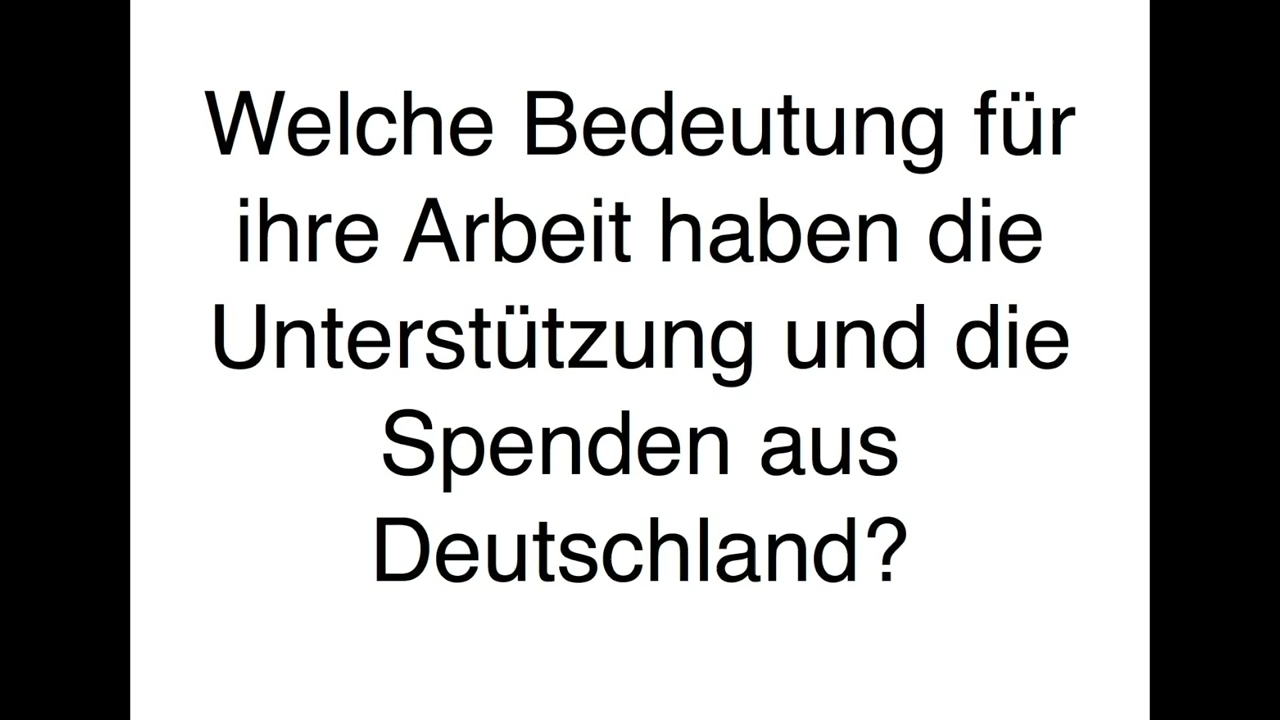 Welche Bedeutung für
ihre Arbeit haben die
Unterstützung und die
Spenden aus
Deutschland?